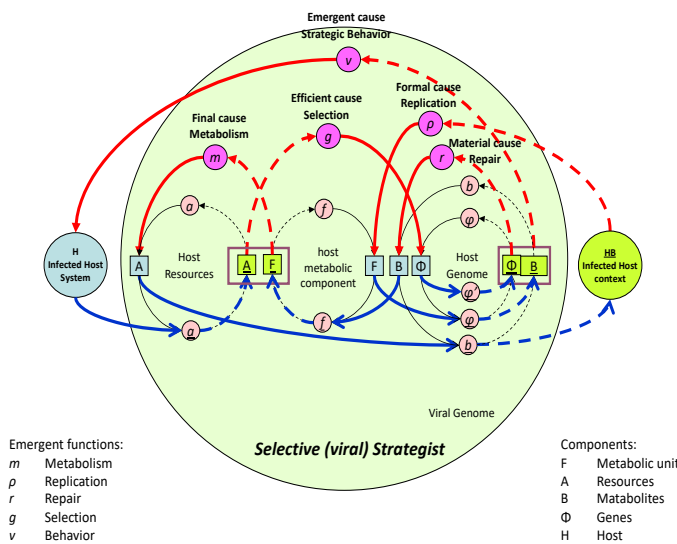 Emergent cause
Strategic Behavior
v
Efficient cause
Selection
g
Formal cause
Replication
ρ
Final cause
Metabolism
m
Material cause
Repair
r
a
f
b
φ
H
Infected Host
System
A
Host
Resources
A
F
host
metabolic
component
F
B
Φ
Host
Genome
Φ
B
HB
Infected Host
context
a
f
φ'
φ
b
Viral Genome
Selective (viral) Strategist
Emergent functions:
m Metabolism
ρ Replication
r Repair
g Selection
v Behavior
Components:
F Metabolic unit
A Resources
B Matabolites
Φ Genes
H Host